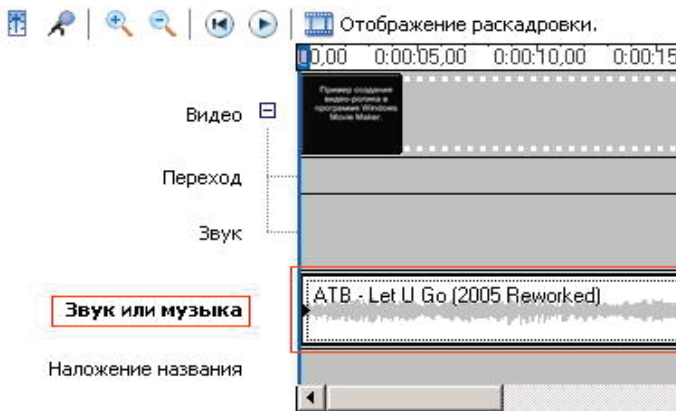 Отображение раскадровки.
0,00 0:00:05,00 0:00:10,00 0:00:15
Видео
Пример создания
видео-ролика в
программе Windows
Movie Maker.
Переход
Звук
ATB - Let U Go (2005 Reworked)
Звук или музыка
Наложение названия